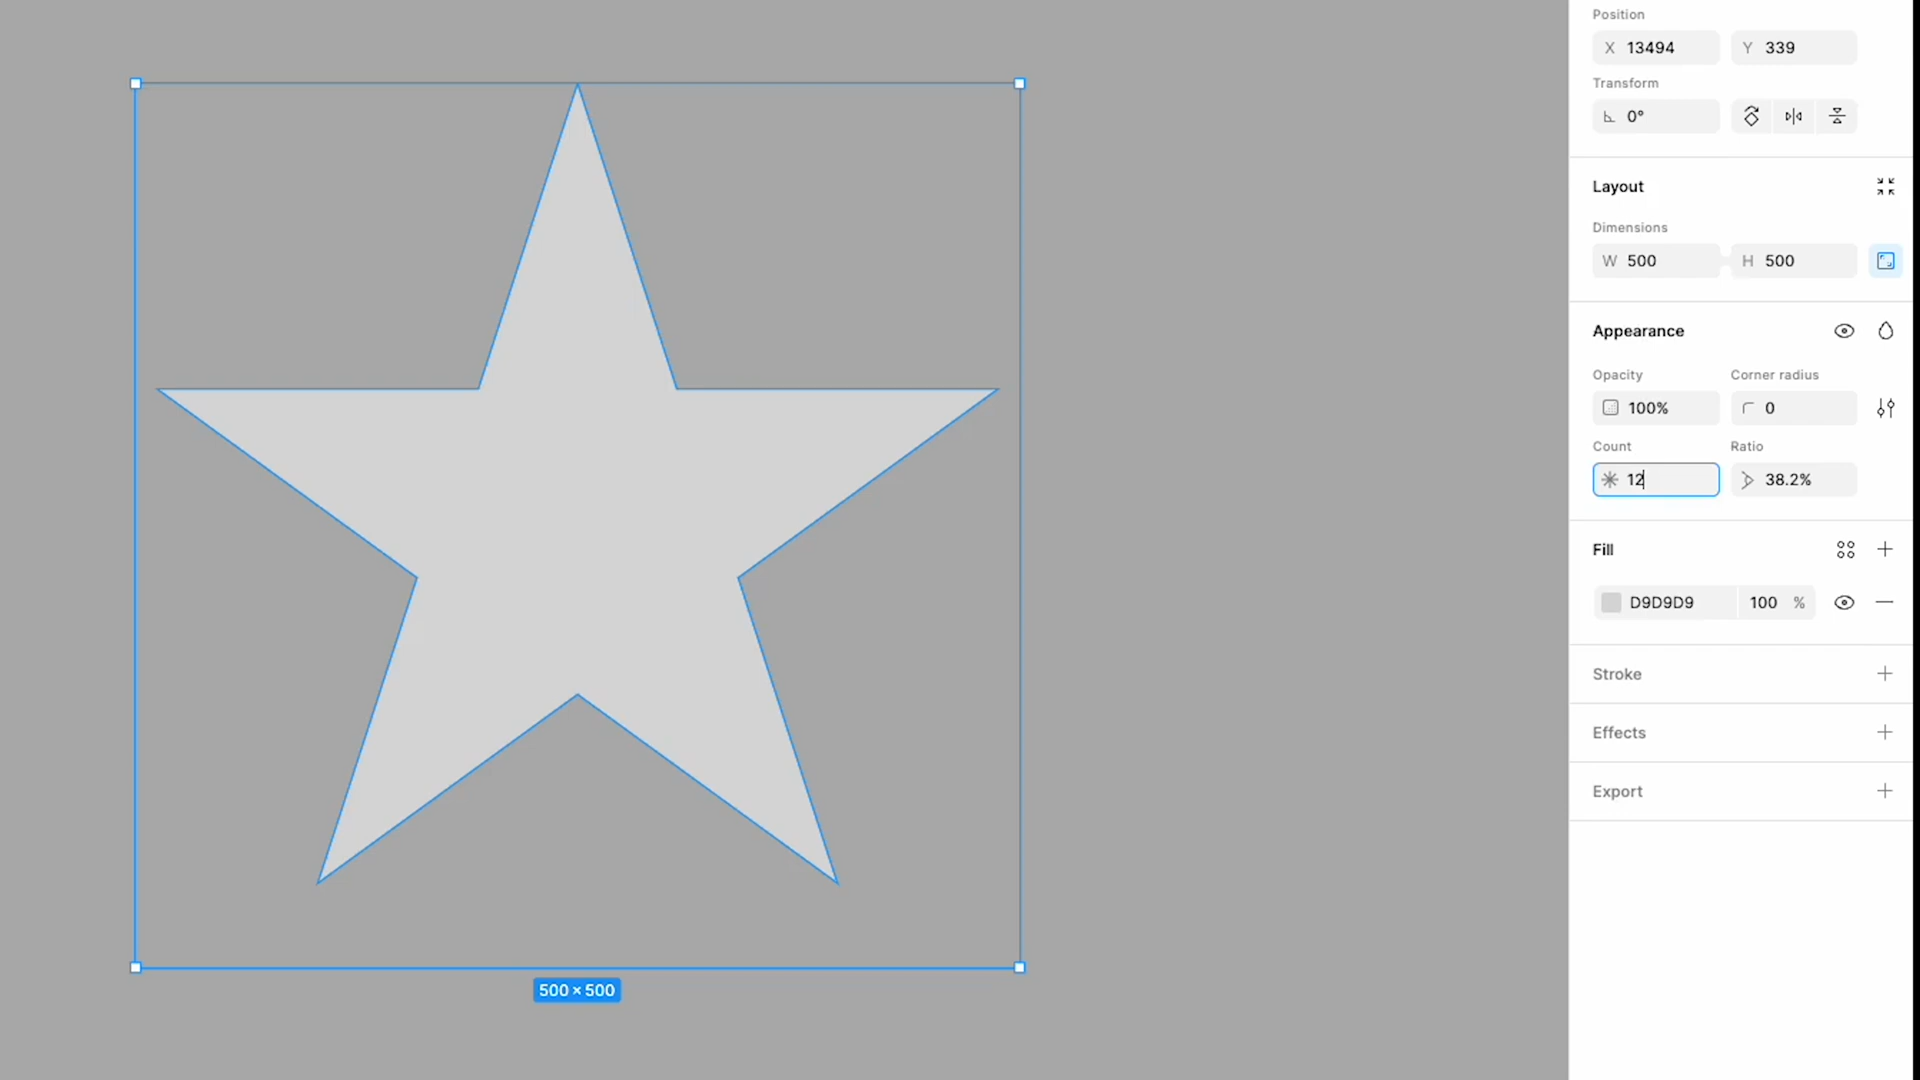 Position
X 13494 Y 339
Transform
0°
Layout
Dimensions
W 500 H 500
Appearance
Opacity Corner radius
100% 0
Count Ratio
12 38.2%
Fill
D9D9D9 100 %
Stroke
Effects
Export
500 × 500